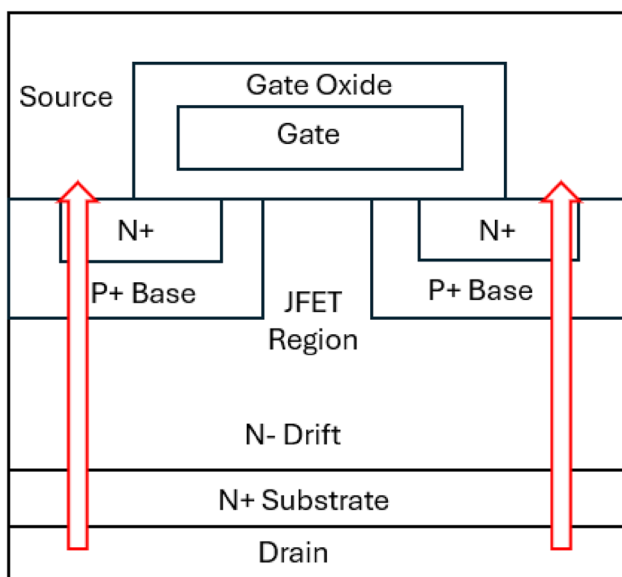 Gate Oxide
Source
Gate
N+
N+
P+ Base
P+ Base
JFET
Region
N- Drift
N+ Substrate
Drain